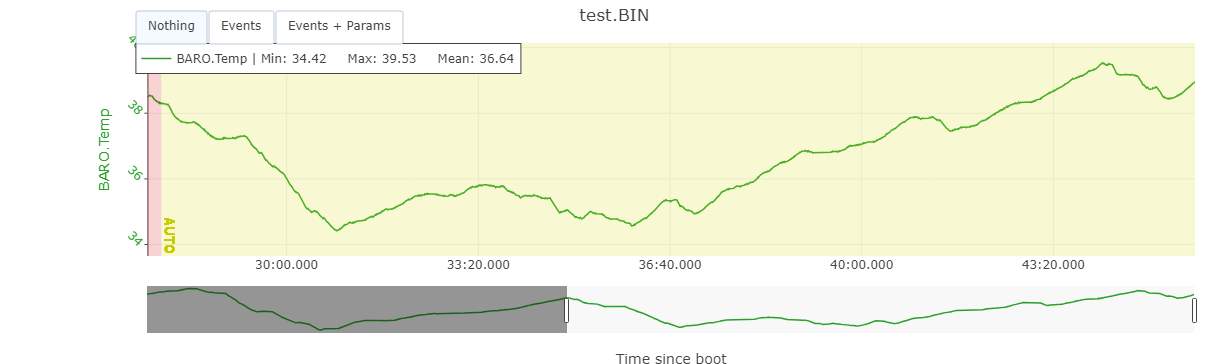 test.BIN
Nothing
Events
Events + Params
BARO.Temp | Min: 34.42 Max: 39.53 Mean: 36.64
38
36
34
BARO.Temp
AUTO
30:00.000
33:20.000
36:40.000
40:00.000
43:20.000
Time since boot